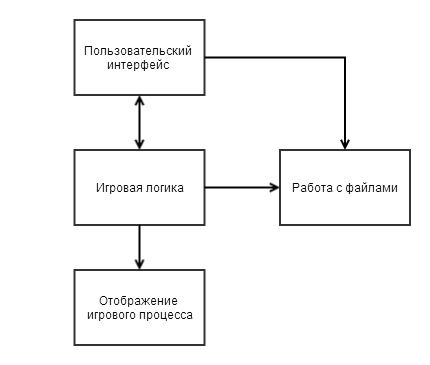 Пользовательский
интерфейс
Игровая логика
Работа с файлами
Отображение
игрового процесса